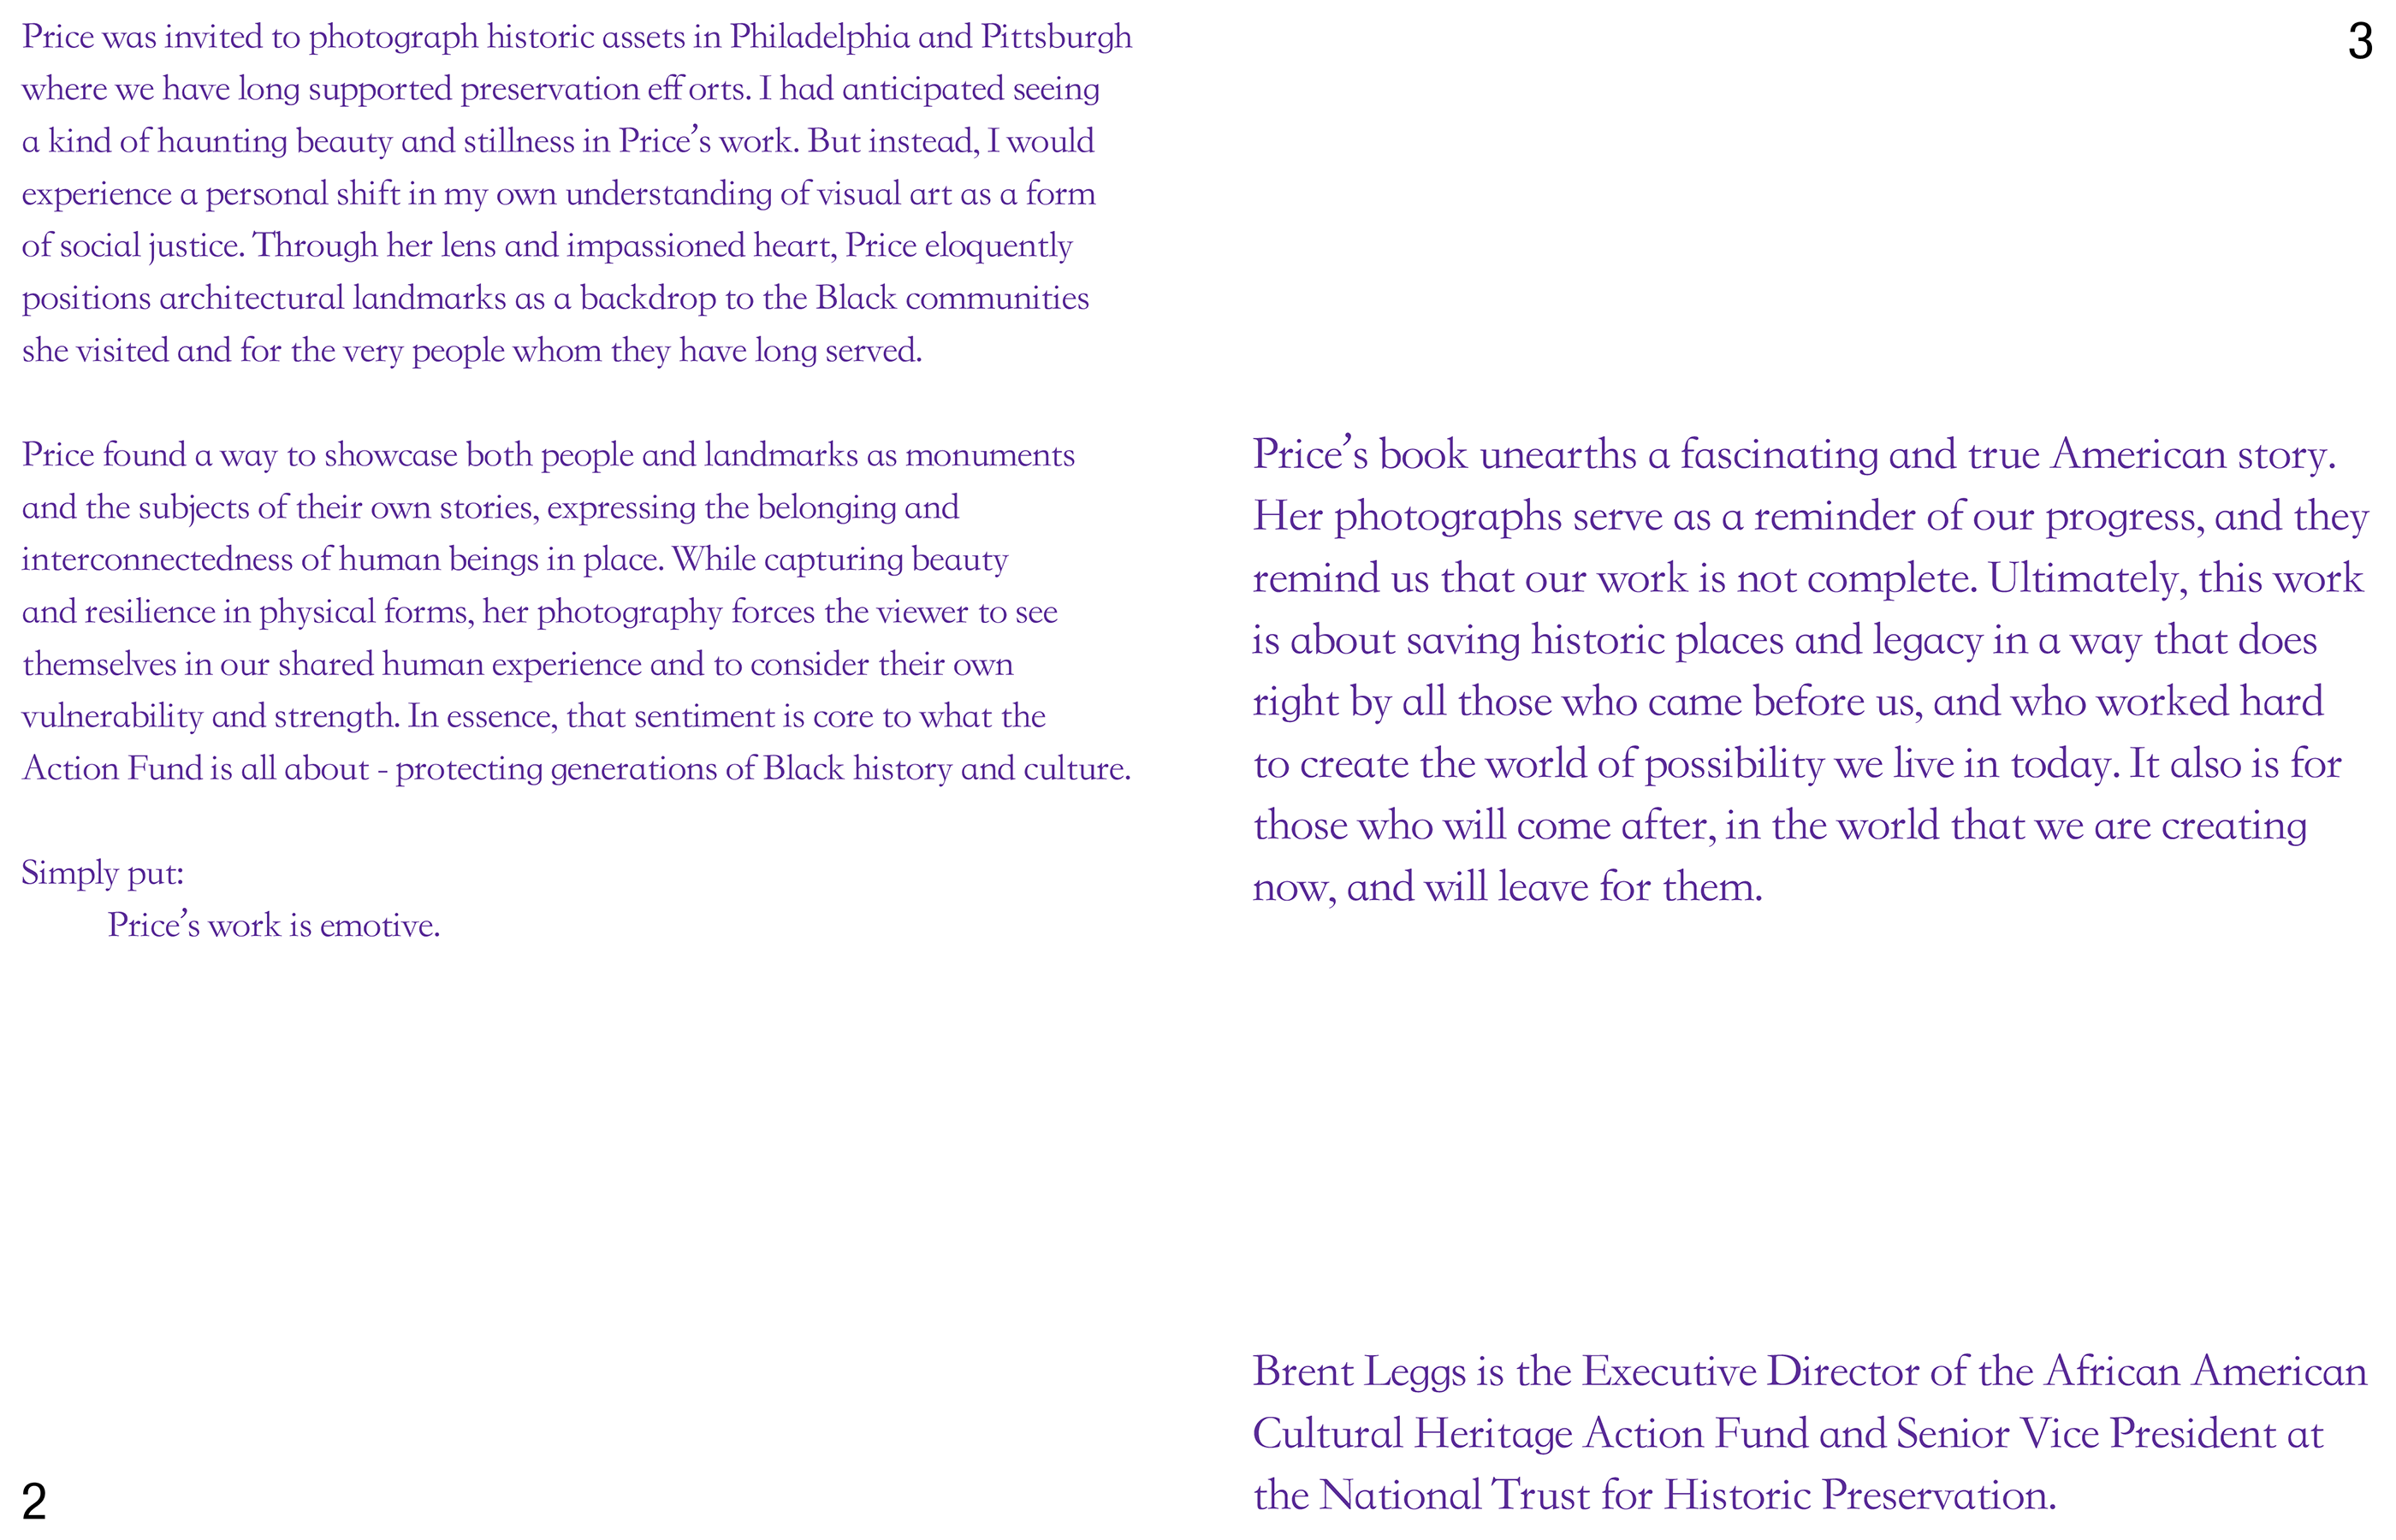 Price was invited to photograph historic assets in Philadelphia and Pittsburgh
where we have long supported preservation efforts. I had anticipated seeing
a kind of haunting beauty and stillness in Price’s work. But instead, I would
experience a personal shift in my own understanding of visual art as a form
of social justice. Through her lens and impassioned heart, Price eloquently
positions architectural landmarks as a backdrop to the Black communities
she visited and for the very people whom they have long served.
Price found a way to showcase both people and landmarks as monuments
and the subjects of their own stories, expressing the belonging and
interconnectedness of human beings in place. While capturing beauty
and resilience in physical forms, her photography forces the viewer to see
themselves in our shared human experience and to consider their own
vulnerability and strength. In essence, that sentiment is core to what the
Action Fund is all about - protecting generations of Black history and culture.
Simply put:
Price’s work is emotive.
2
3
Price’s book unearths a fascinating and true American story.
Her photographs serve as a reminder of our progress, and they
remind us that our work is not complete. Ultimately, this work
is about saving historic places and legacy in a way that does
right by all those who came before us, and who worked hard
to create the world of possibility we live in today. It also is for
those who will come after, in the world that we are creating
now, and will leave for them.
Brent Leggs is the Executive Director of the African American
Cultural Heritage Action Fund and Senior Vice President at
the National Trust for Historic Preservation.